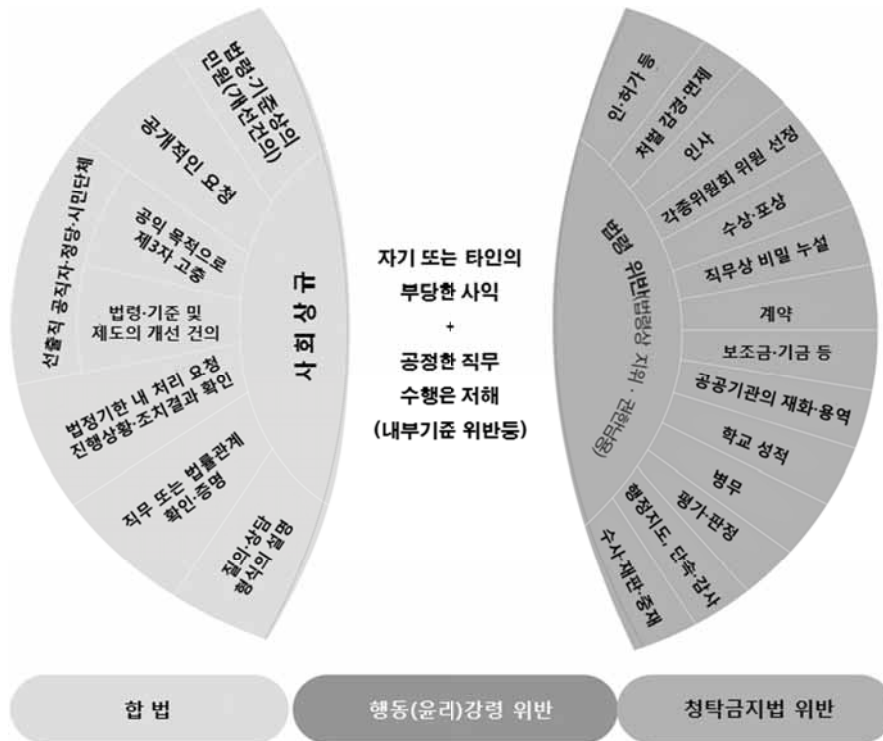 법령·기준상의
민원(개선건의)
공개적인 요청
선출직 공직자·정당·시민단체
공익 목적으로
제3자 고충
법령·기준 및
제도의 개선 건의
법정기한 내 처리 요청
진행상황·조치결과 확인
직무 또는 법률관계
확인·증명
질의·상담
형식의 설명
사회상규
자기 또는 타인의
부당한 사익
+
공정한 직무
수행은 저해
(내부기준 위반등)
법령 위반(법령상 지위·권한남용)
인·허가 등
처벌 감경·면제
인사
각종위원회 위원 선정
수상·포상
직무상 비밀 누설
계약
보조금·기금 등
공공기관의 재화·용역
학교 성적
병무
평가·판정
행정지도, 단속·감사
수사·재판·중재
합 법
행동(윤리)강령 위반
청탁금지법 위반